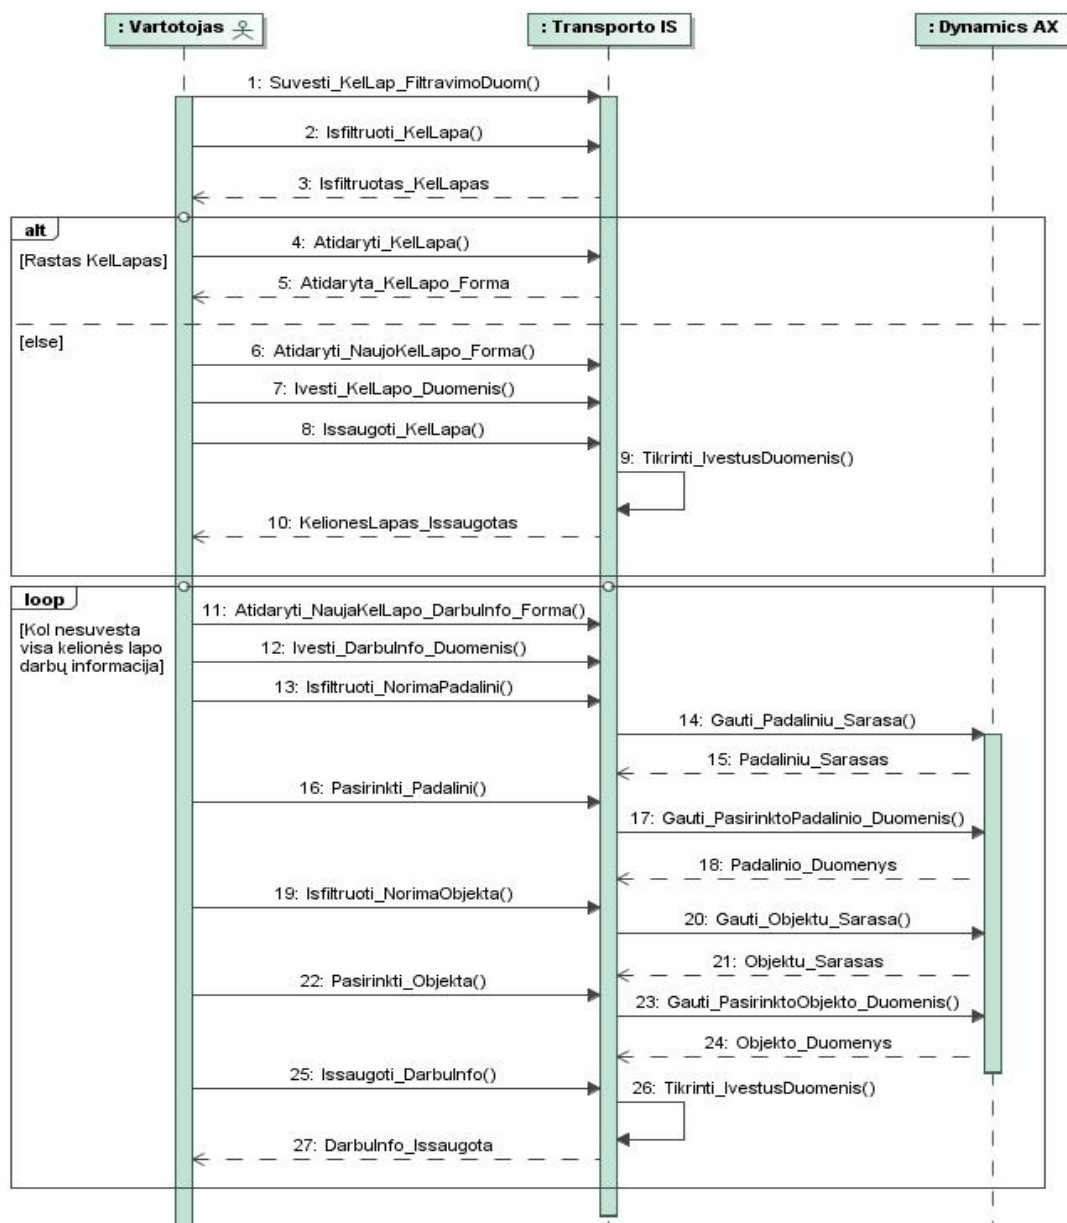 : Vartotojas
: Transporto IS
: Dynamics AX
1: Suvesti_KelLap_FiltravimoDuom()
2: Isfiltruoti_KelLapa()
3: Isfiltruotas_KelLapas
alt
4: Atidaryti_KelLapa()
[Rastas KelLapas]
5: Atidaryta_KelLapo_Forma
[else]
6: Atidaryti_NaujoKelLapo_Forma()
7: Ivesti_KelLapo_Duomenis()
8: Issaugoti_KelLapa()
9: Tikrinti_IvestusDuomenis()
10: KelionesLapas_Issaugotas
loop
11: Atidaryti_NaujaKelLapo_DarbuInfo_Forma()
[Kol nesuvesta
visa kelionės lapo
darbų informacija]
12: Ivesti_DarbuInfo_Duomenis()
13: Isfiltruoti_NorimaPadalini()
14: Gauti_Padaliniu_Sarasa()
15: Padaliniu_Sarasas
16: Pasirinkti_Padalini()
17: Gauti_PasirinktoPadalinio_Duomenis()
18: Padalinio_Duomenys
19: Isfiltruoti_NorimaObjekta()
20: Gauti_Objektu_Sarasa()
21: Objektu_Sarasas
22: Pasirinkti_Objekta()
23: Gauti_PasirinktoObjekto_Duomenis()
24: Objekto_Duomenys
25: Issaugoti_DarbuInfo()
26: Tikrinti_IvestusDuomenis()
27: DarbuInfo_Issaugota